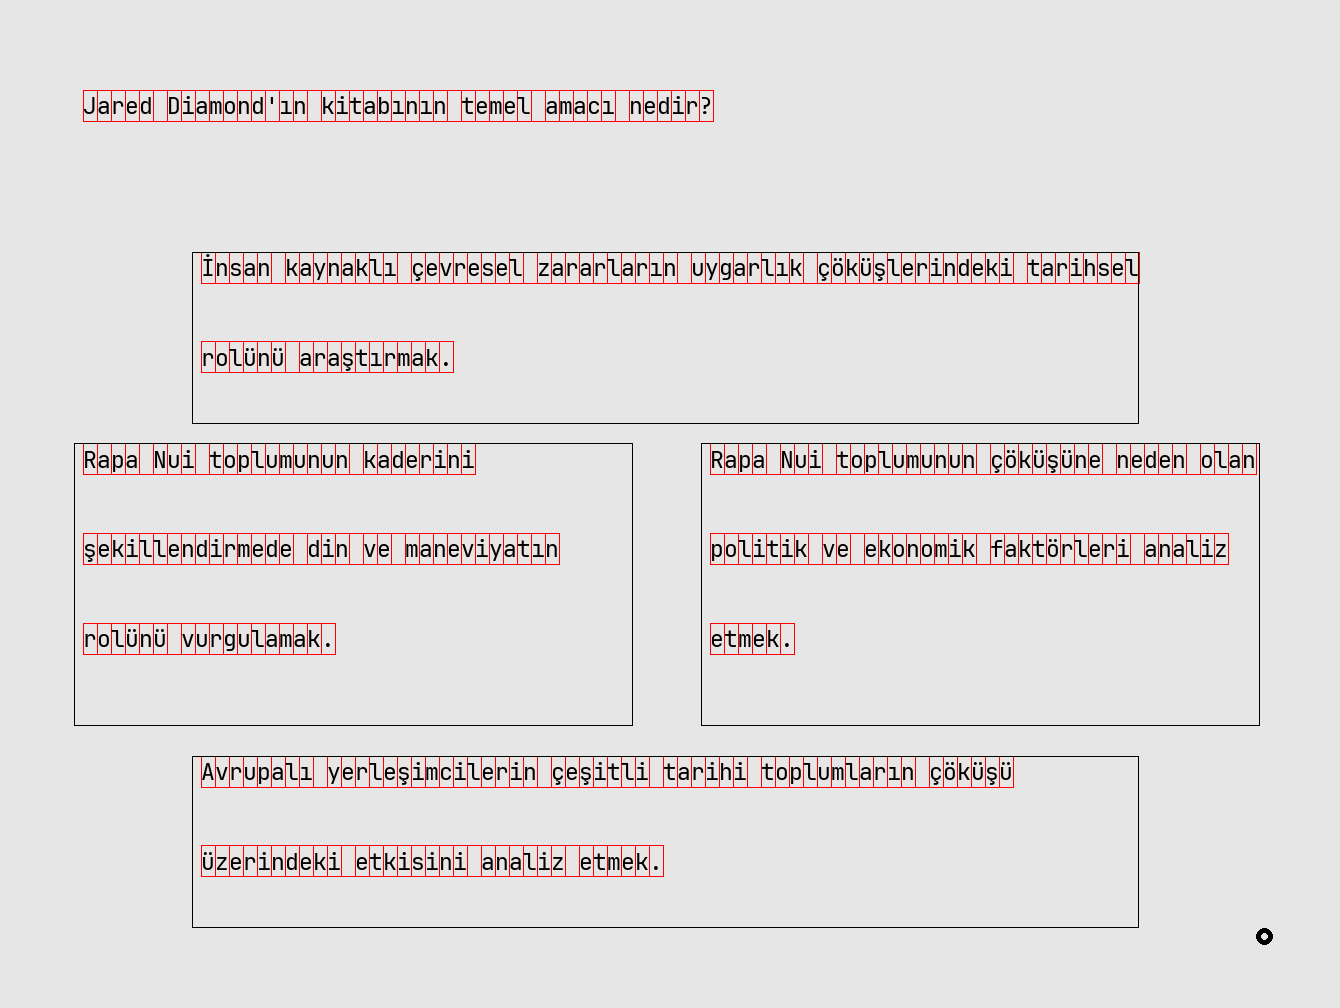 Jared Diamond'ın kitabının temel amacı nedir?
İnsan kaynaklı çevresel zararların uygarlık çöküşlerindeki tarihsel
rolünü araştırmak.
Rapa Nui toplumunun kaderini
şekillendirmede din ve maneviyatın
rolünü vurgulamak.
Rapa Nui toplumunun çöküşüne neden olan
politik ve ekonomik faktörleri analiz
etmek.
Avrupalı yerleşimcilerin çeşitli tarihi toplumların çöküşü
üzerindeki etkisini analiz etmek.